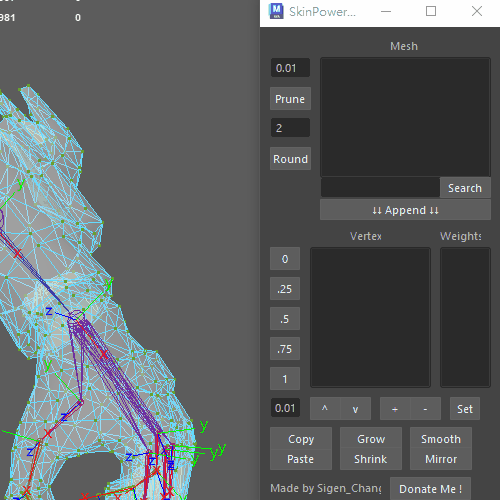 981 0
SkinPower...
Mesh
0.01
Prune
2
Round
Search
↓↓ Append ↓↓
Vertex Weights
0
.25
.5
.75
1
0.01 ^ v + - Set
Copy Grow Smooth
Paste Shrink Mirror
Made by Sigen_Chang Donate Me !
z
z
z
z
z
y
y
y